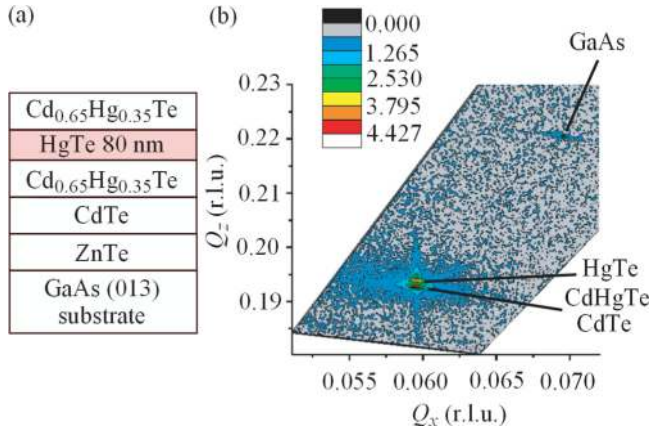 (a)
Cd0.65Hg0.35Te
HgTe 80 nm
Cd0.65Hg0.35Te
CdTe
ZnTe
GaAs (013)
substrate
(b)
0.000
1.265
2.530
3.795
4.427
GaAs
HgTe
CdHgTe
CdTe
Qz (r.l.u.)
0.23
0.22
0.21
0.20
0.19
0.055
0.060
0.065
0.070
Qx (r.l.u.)